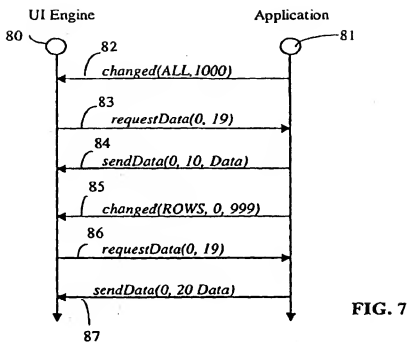 UI Engine Application
80 81
82
changed(ALL,1000)
83
requestData(0, 19)
84
sendData(0, 10, Data)
85
changed(ROWS, 0, 999)
86
requestData(0, 19)
sendData(0, 20 Data)
87
FIG. 7